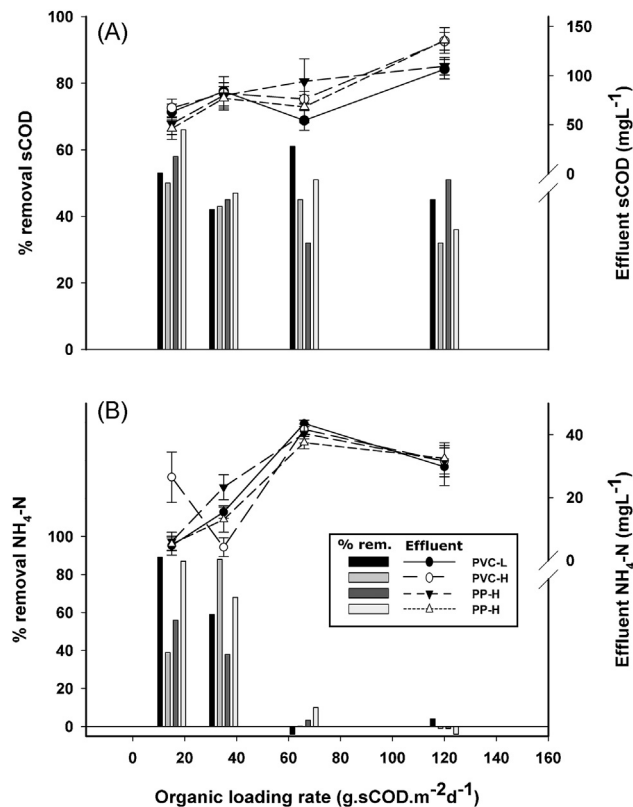 (A)
100
80
60
40
20
0
% removal sCOD
150
100
50
0
Effluent sCOD (mgL-1)
(B)
100
80
60
40
20
0
% removal NH4-N
40
20
0
Effluent NH4-N (mgL-1)
% rem. Effluent
PVC-L
PVC-H
PP-H
PP-H
0 20 40 60 80 100 120 140 160
Organic loading rate (g.sCOD.m-2d-1)